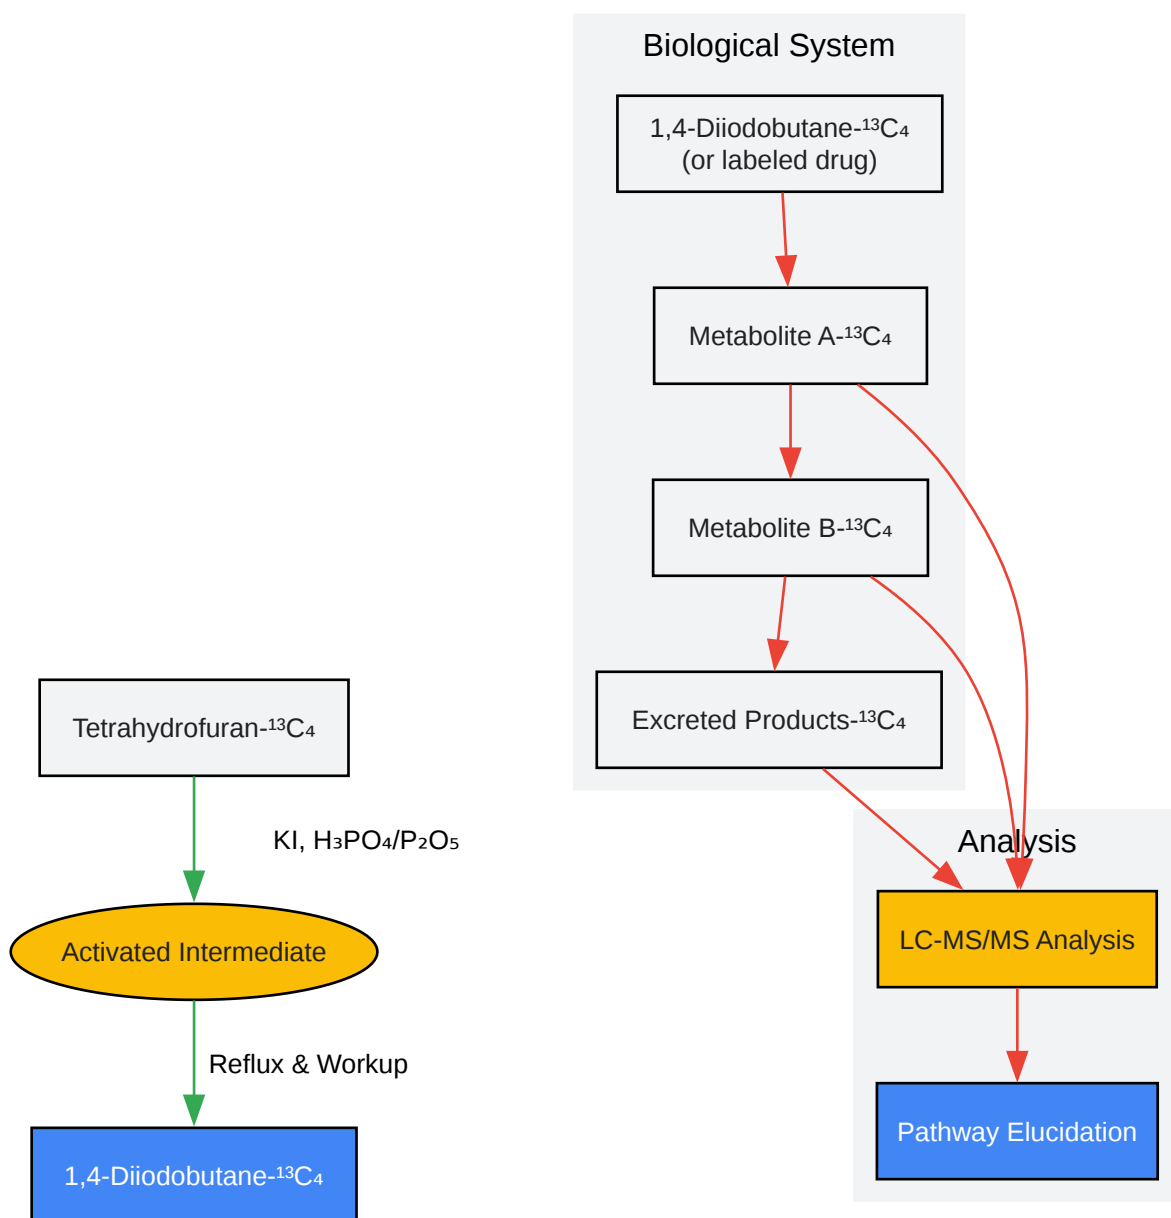 Biological System
1,4-Diiodobutane-¹³C₄
(or labeled drug)
Metabolite A-¹³C₄
Metabolite B-¹³C₄
Excreted Products-¹³C₄
Tetrahydrofuran-¹³C₄
KI, H₃PO₄/P₂O₅
Activated Intermediate
Reflux & Workup
1,4-Diiodobutane-¹³C₄
Analysis
LC-MS/MS Analysis
Pathway Elucidation